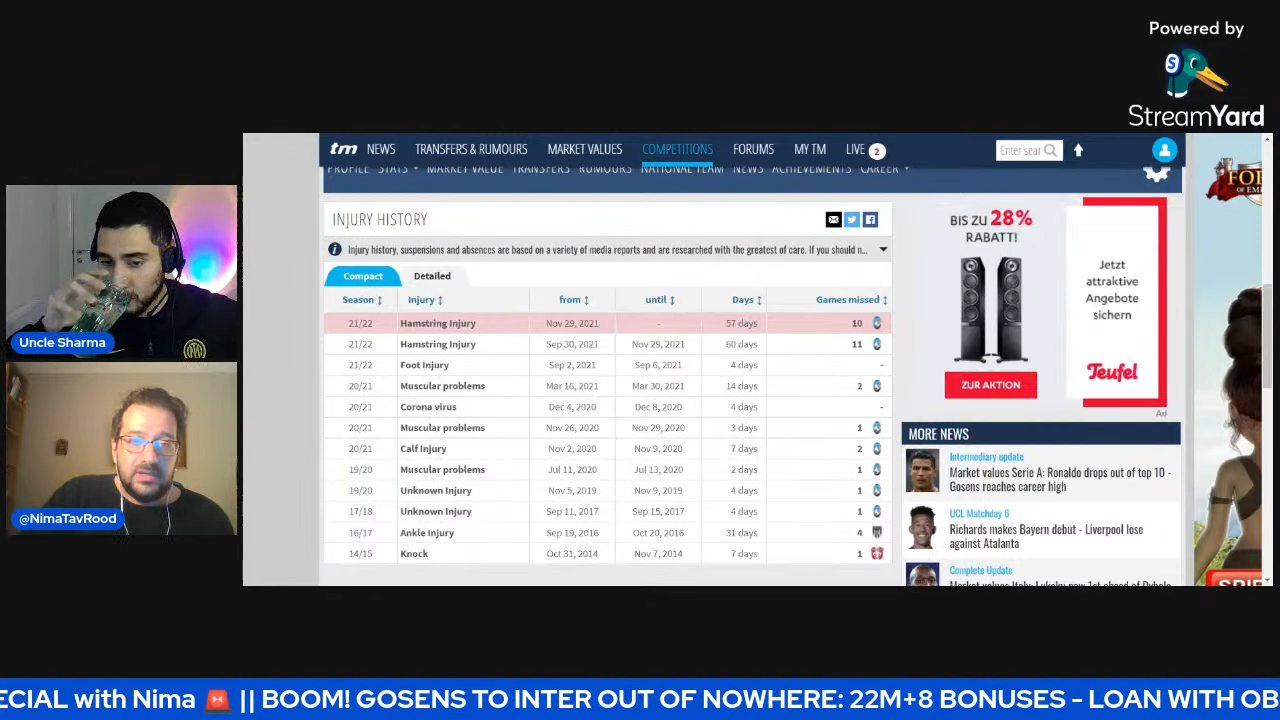 Powered by
StreamYard
tm NEWS TRANSFERS & RUMOURS MARKET VALUES COMPETITIONS FORUMS MY TM LIVE 2 Enter sear
PROFILE STATS MARKET VALUE TRANSFERS RUMOURS NATIONAL TEAM NEWS ACHIEVEMENTS CAREER
INJURY HISTORY
Injury history, suspensions and absences are based on a variety of media reports and are researched with the greatest of care. If you should n...
Compact Detailed
Season Injury from until Days Games missed
21/22 Hamstring Injury Nov 29, 2021 - 57 days 10
21/22 Hamstring Injury Sep 30, 2021 Nov 29, 2021 60 days 11
21/22 Foot Injury Sep 2, 2021 Sep 6, 2021 4 days -
20/21 Muscular problems Mar 16, 2021 Mar 30, 2021 14 days 2
20/21 Corona virus Dec 4, 2020 Dec 8, 2020 4 days -
20/21 Muscular problems Nov 26, 2020 Nov 29, 2020 3 days 1
20/21 Calf Injury Nov 2, 2020 Nov 9, 2020 7 days 2
19/20 Muscular problems Jul 11, 2020 Jul 13, 2020 2 days 1
19/20 Unknown Injury Nov 5, 2019 Nov 9, 2019 4 days 1
17/18 Unknown Injury Sep 11, 2017 Sep 15, 2017 4 days 1
16/17 Ankle Injury Sep 19, 2016 Oct 20, 2016 31 days 4
14/15 Knock Oct 31, 2014 Nov 7, 2014 7 days 1
BIS ZU 28%
RABATT!
Jetzt
attraktive
Angebote
sichern
Teufel
ZUR AKTION
Ad
MORE NEWS
Intermediary update
Market values Serie A: Ronaldo drops out of top 10 -
Gosens reaches career high
UCL Matchday 6
Richards makes Bayern debut - Liverpool lose
against Atalanta
Complete Update
Market values Italy: Lukaku now 1st ahead of Dybala
FOR
OF EM
SPIE
Uncle Sharma
@NimaTavRood
ECIAL with Nima 🚨 || BOOM! GOSENS TO INTER OUT OF NOWHERE: 22M+8 BONUSES - LOAN WITH OB